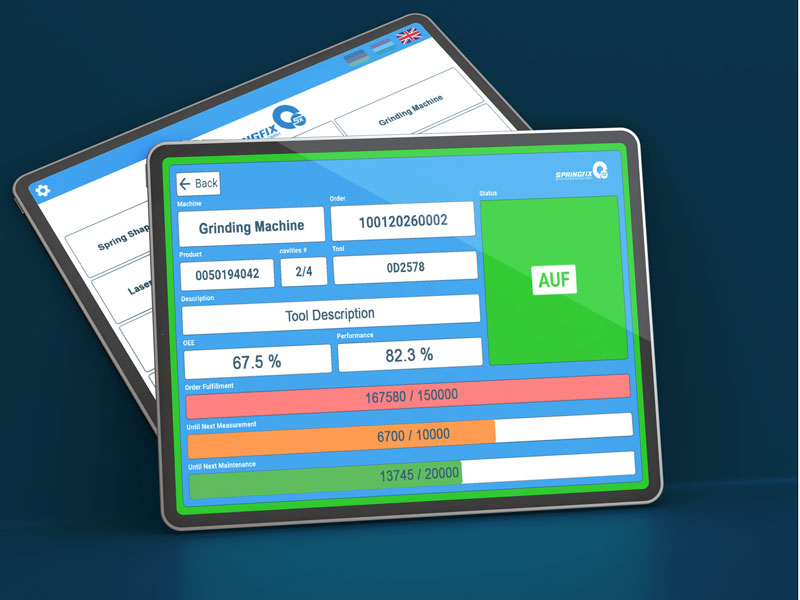 SPRINGFIX
Grinding Machine
Spring Shap
Laser
← Back
SPRINGFIX
Machine
Grinding Machine
Order
100120260002
Status
AUF
Product
0050194042
cavities #
2/4
Tool
0D2578
Description
Tool Description
OEE
67.5 %
Performance
82.3 %
Order Fulfillment
167580 / 150000
Until Next Measurement
6700 / 10000
Until Next Maintenance
13745 / 20000